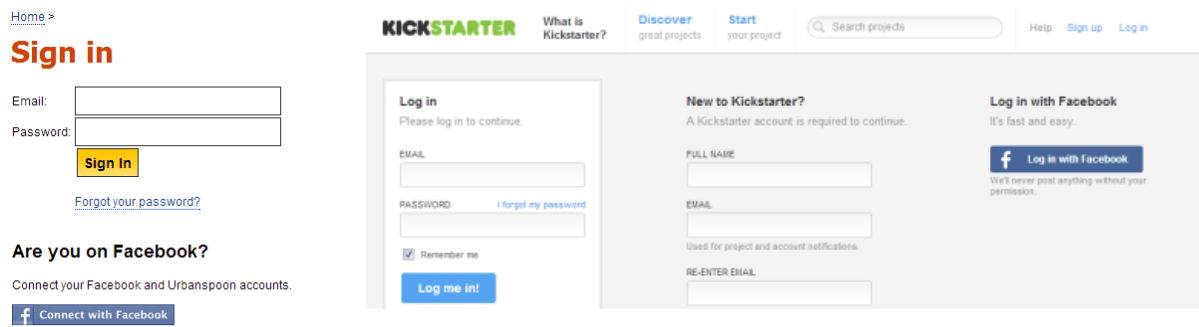 Home >
Sign in
Email:
Password:
Sign In
Forgot your password?
Are you on Facebook?
Connect your Facebook and Urbanspoon accounts.
f Connect with Facebook
KICKSTARTER
What is
Kickstarter?
Discover
great projects
Start
your project
Search projects
Help Sign up Log in
Log in
Please log in to continue.
EMAIL
PASSWORD I forgot my password
Remember me
Log me in!
New to Kickstarter?
A Kickstarter account is required to continue.
FULL NAME
EMAIL
Used for project and account notifications.
RE-ENTER EMAIL
Log in with Facebook
It's fast and easy.
f Log in with Facebook
We'll never post anything without your
permission.